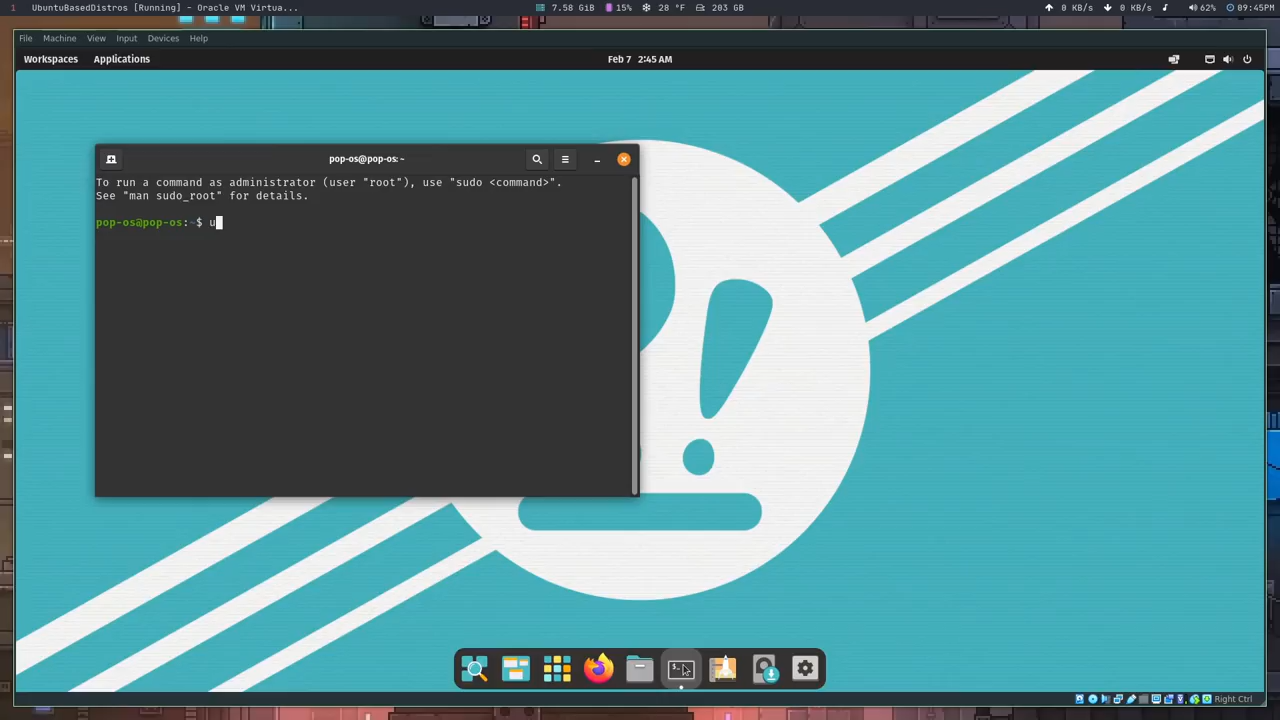 1 UbuntuBasedDistros [Running] - Oracle VM Virtua... 7.58 GiB 15% 28 °F 203 GB 0 KB/s 0 KB/s 62% 09:45PM
File Machine View Input Devices Help
Workspaces Applications Feb 7 2:45 AM
pop-os@pop-os: ~
To run a command as administrator (user "root"), use "sudo <command>".
See "man sudo_root" for details.
pop-os@pop-os:~$ u
Right Ctrl